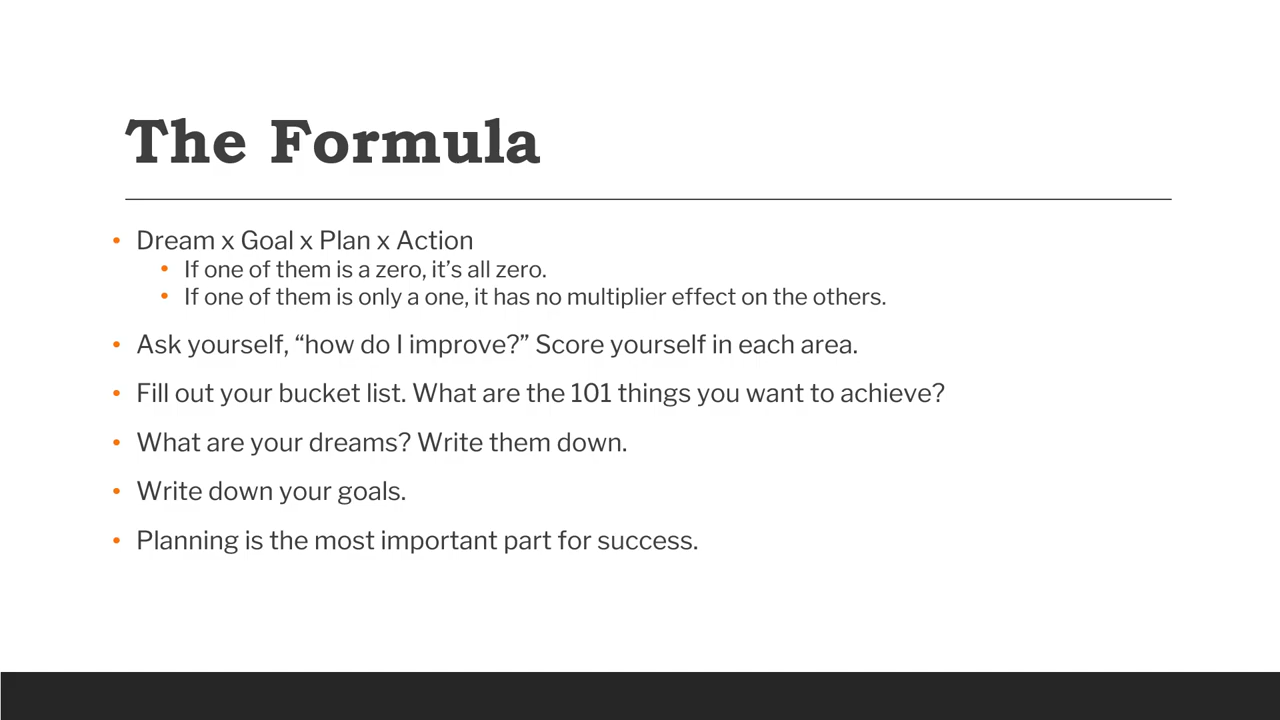 The Formula
• Dream x Goal x Plan x Action
• If one of them is a zero, it’s all zero.
• If one of them is only a one, it has no multiplier effect on the others.
• Ask yourself, “how do I improve?” Score yourself in each area.
• Fill out your bucket list. What are the 101 things you want to achieve?
• What are your dreams? Write them down.
• Write down your goals.
• Planning is the most important part for success.